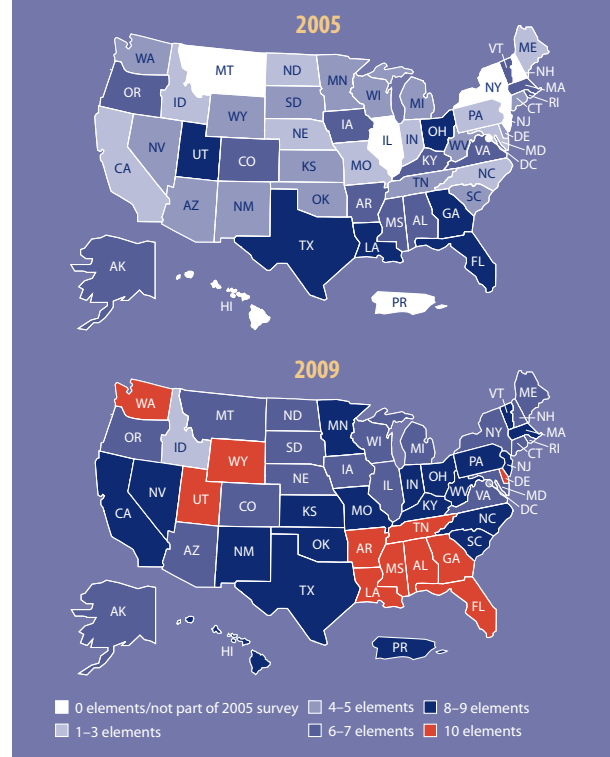 2005
WA
MT
ND
MN
VT
ME
OR
ID
SD
WI
MI
NY
NH
MA
RI
CT
WY
NE
IA
PA
NJ
DE
MD
DC
NV
UT
CO
KS
MO
IL
IN
OH
WV
VA
KY
CA
AZ
NM
OK
AR
TN
NC
SC
TX
LA
MS
AL
GA
FL
AK
HI
PR
2009
WA
MT
ND
MN
VT
ME
OR
ID
SD
WI
MI
NY
NH
MA
RI
CT
WY
NE
IA
PA
NJ
DE
MD
DC
NV
UT
CO
KS
MO
IL
IN
OH
WV
VA
KY
CA
AZ
NM
OK
AR
TN
NC
SC
TX
LA
MS
AL
GA
FL
AK
HI
PR
0 elements/not part of 2005 survey
1–3 elements
4–5 elements
6–7 elements
8–9 elements
10 elements